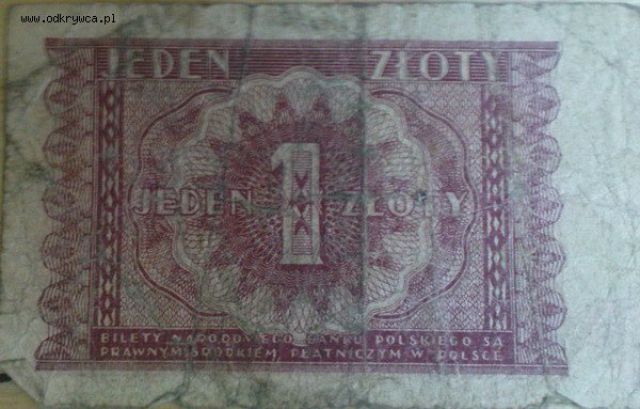 www.odkrywca.pl
JEDEN ZŁOTY
JEDEN 1 ZŁOTY
BILETY NARODOWEGO BANKU POLSKIEGO SĄ
PRAWNYM ŚRODKIEM PŁATNICZYM W POLSCE